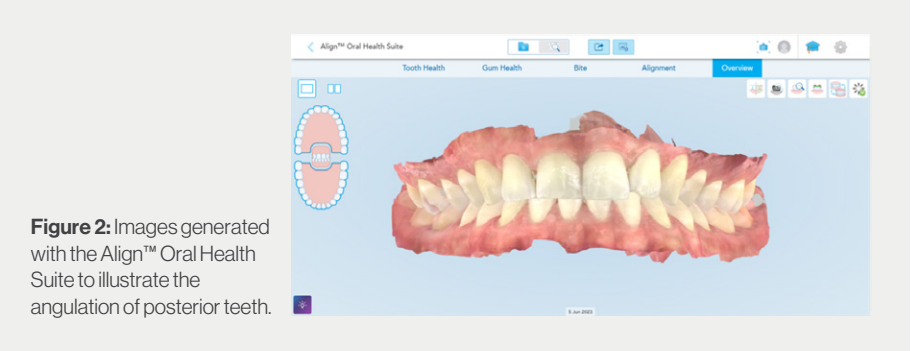 Align™ Oral Health Suite
Tooth Health Gum Health Bite Alignment Overview
Figure 2: Images generated
with the Align™ Oral Health
Suite to illustrate the
angulation of posterior teeth.
5 Jun 2023